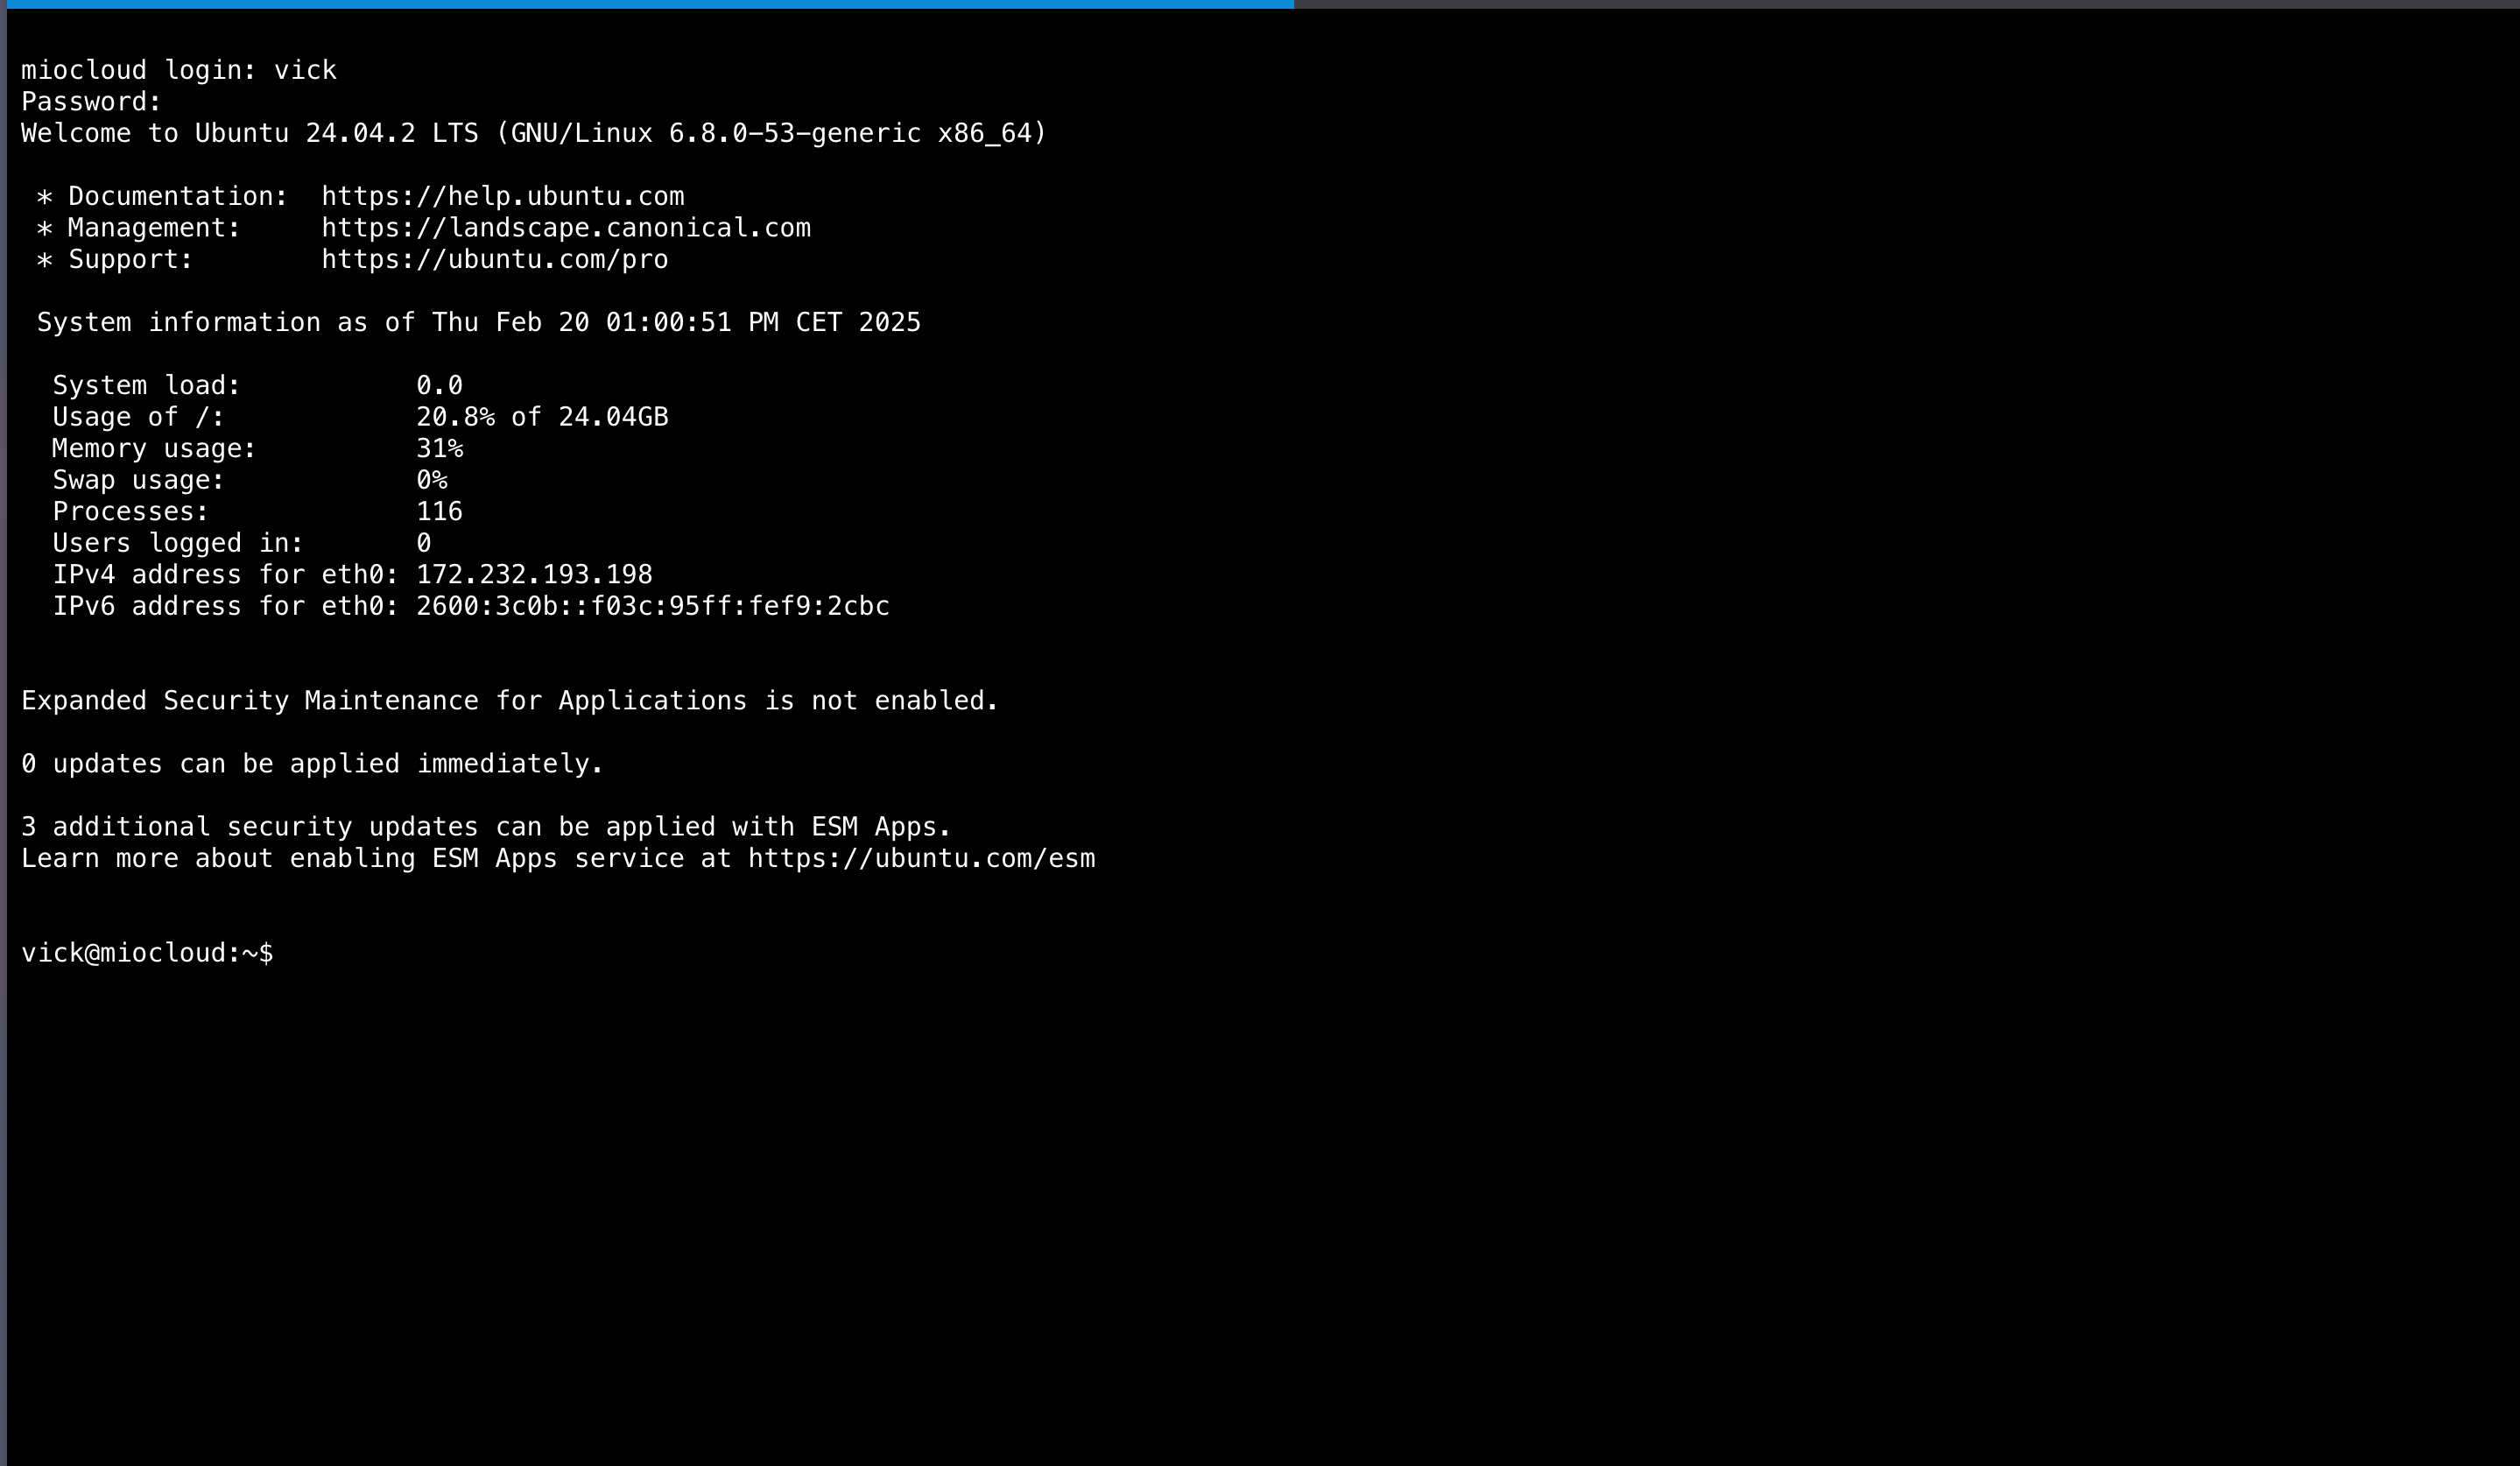 miocloud login: vick
Password:
Welcome to Ubuntu 24.04.2 LTS (GNU/Linux 6.8.0-53-generic x86_64)
* Documentation:  https://help.ubuntu.com
* Management:     https://landscape.canonical.com
* Support:        https://ubuntu.com/pro
System information as of Thu Feb 20 01:00:51 PM CET 2025
System load:           0.0
Usage of /:            20.8% of 24.04GB
Memory usage:          31%
Swap usage:            0%
Processes:             116
Users logged in:       0
IPv4 address for eth0: 172.232.193.198
IPv6 address for eth0: 2600:3c0b::f03c:95ff:fef9:2cbc
Expanded Security Maintenance for Applications is not enabled.
0 updates can be applied immediately.
3 additional security updates can be applied with ESM Apps.
Learn more about enabling ESM Apps service at https://ubuntu.com/esm
vick@miocloud:~$